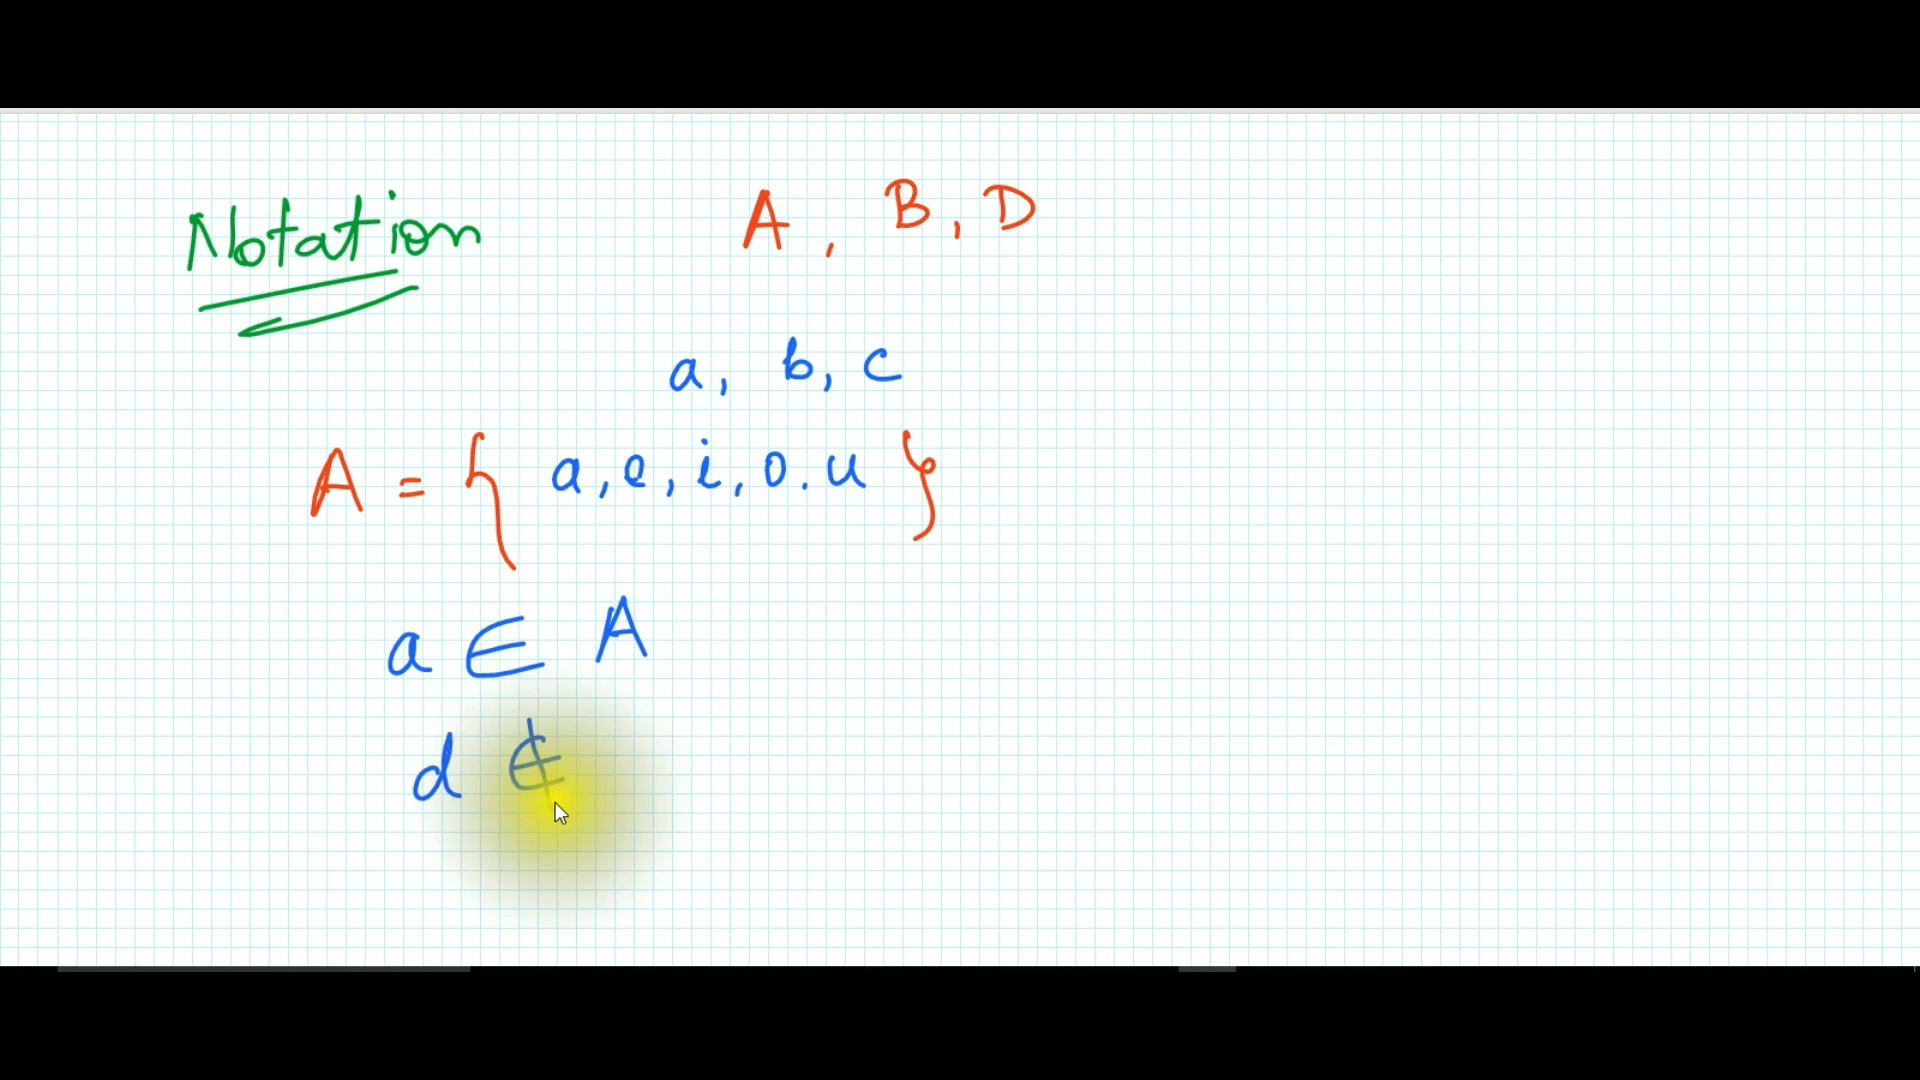 Notation
A, B, D
a, b, c
A = { a, e, i, o. u }
a ∈ A
d ∉